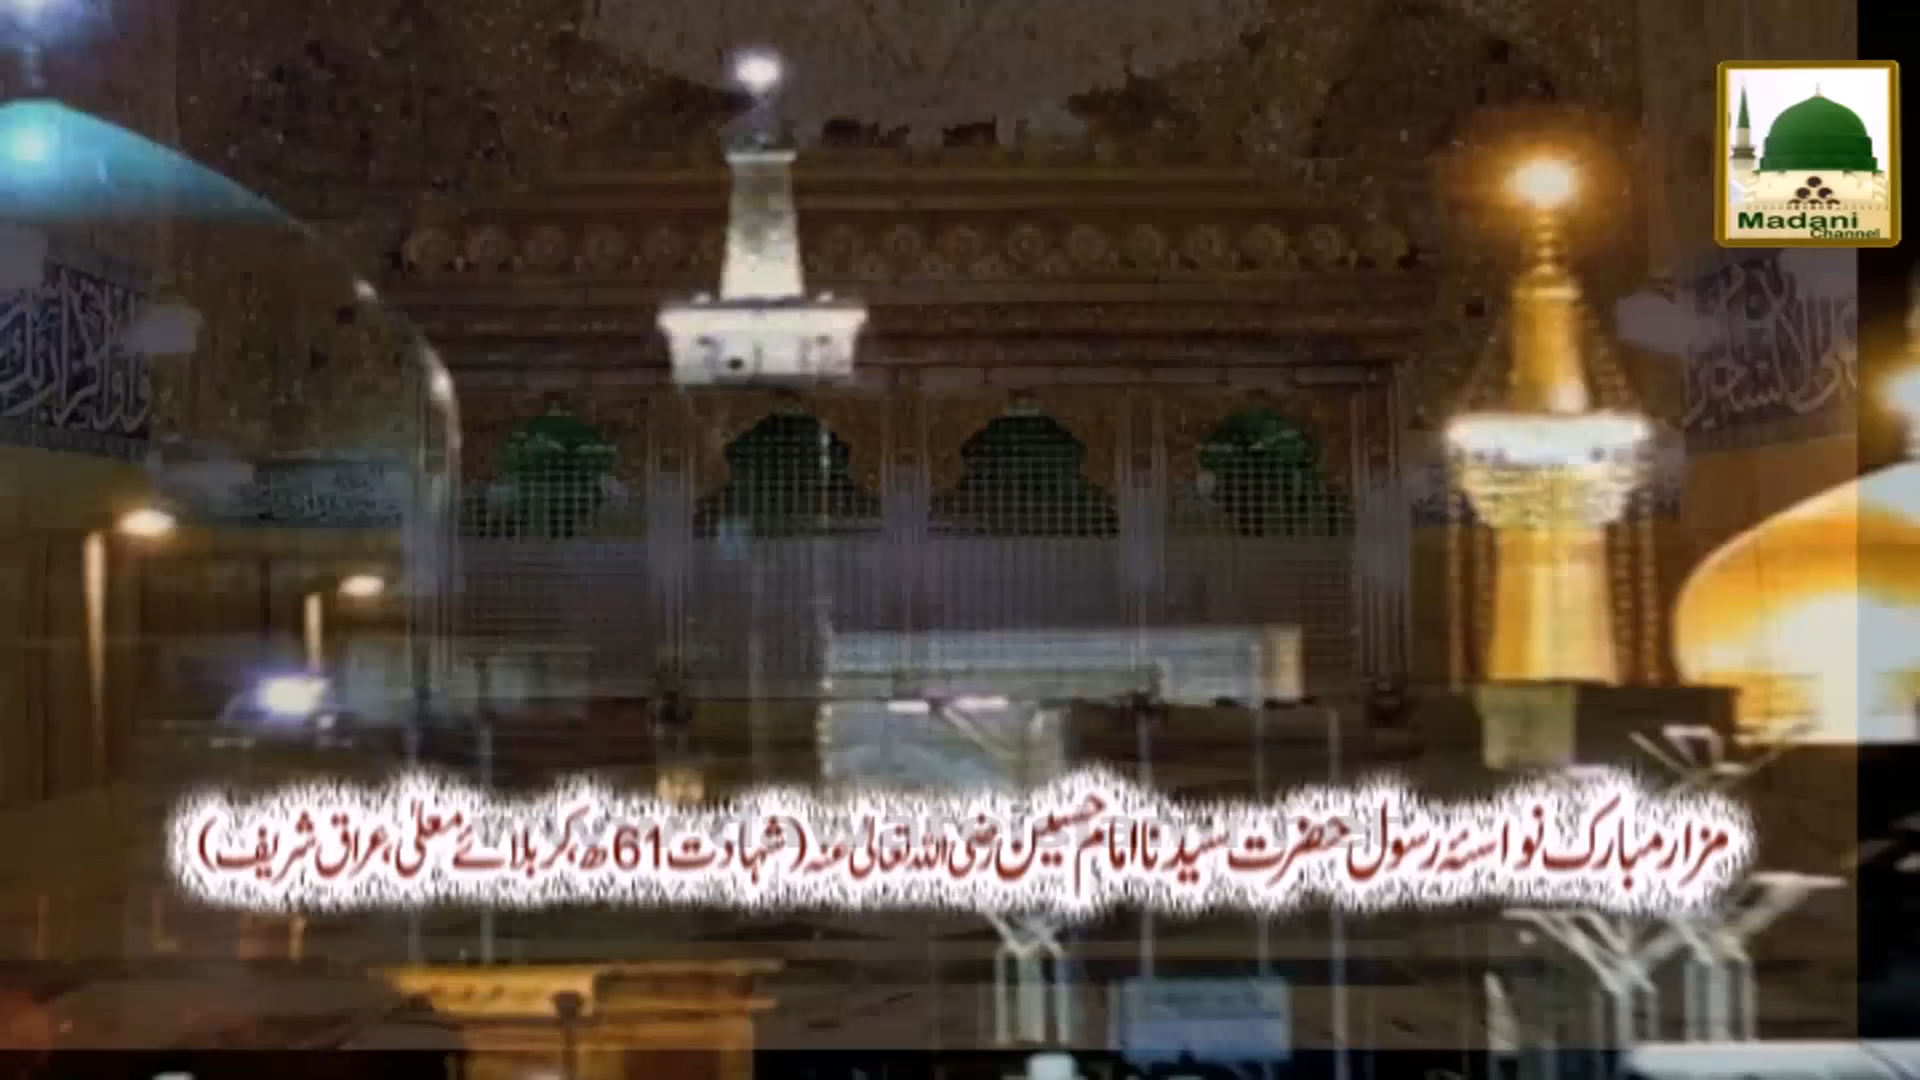 Madani
Channel
مزار مبارک نواسئہ رسول حضرت سیدنا امام حسین رضی اللہ تعالیٰ عنہ (شہادت 61ھ، کربلائے معلیٰ، عراق شریف)